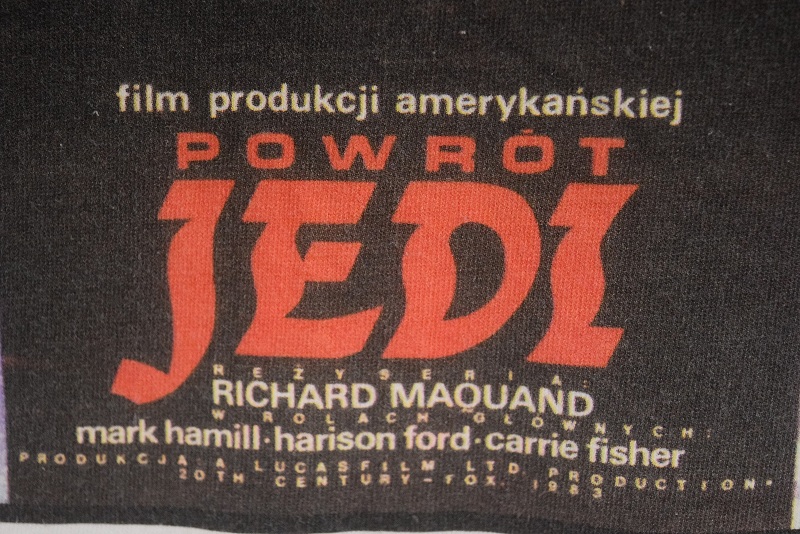 film produkcji amerykańskiej
POWRÓT
JEDI
REŻYSERIA:
RICHARD MAQUAND
W ROLACH GŁÓWNYCH:
mark hamill·harison ford·carrie fisher
PRODUKCJA A LUCASFILM LTD. PRODUCTION"
20TH CENTURY-FOX. 1983